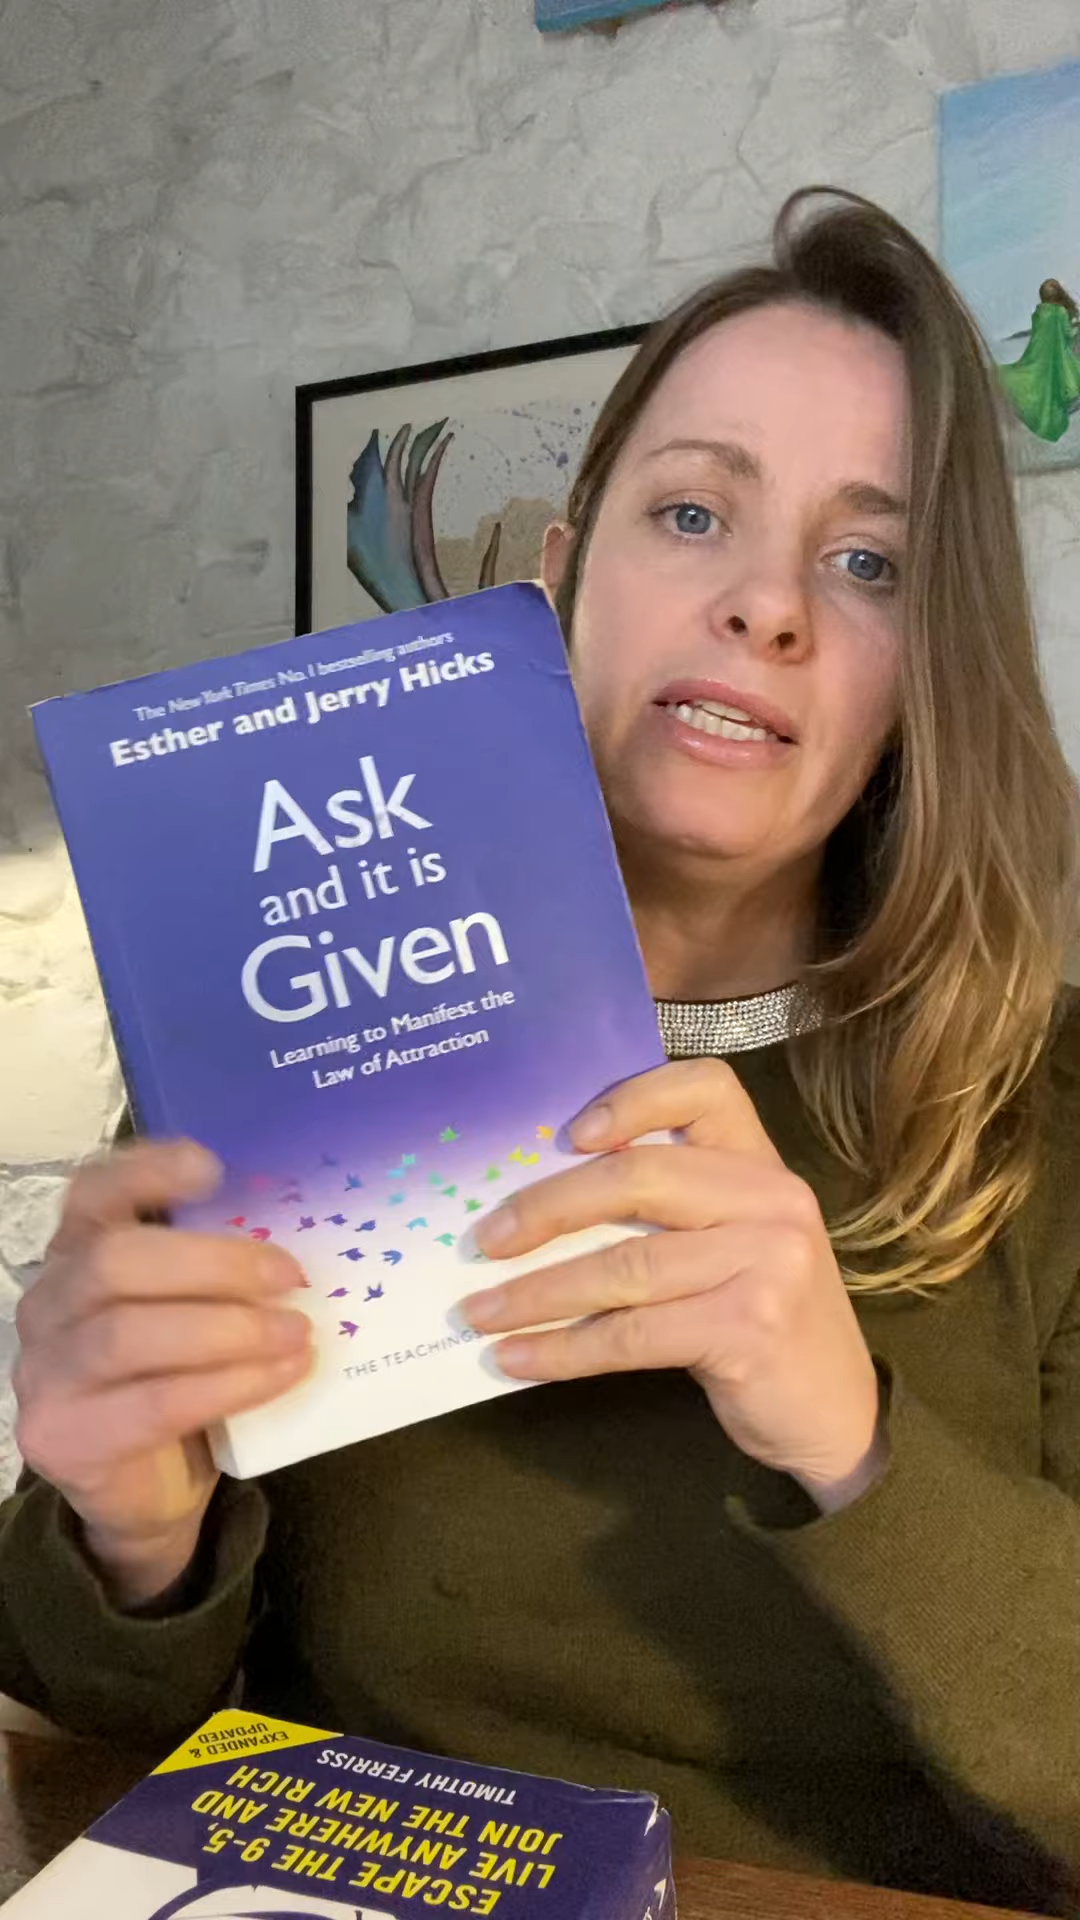 The New York Times No.1 bestselling authors
Esther and Jerry Hicks
Ask
and it is
Given
Learning to Manifest the
Law of Attraction
THE TEACHINGS
EXPANDED &
UPDATED
TIMOTHY FERRISS
ESCAPE THE 9-5,
LIVE ANYWHERE AND
JOIN THE NEW RICH